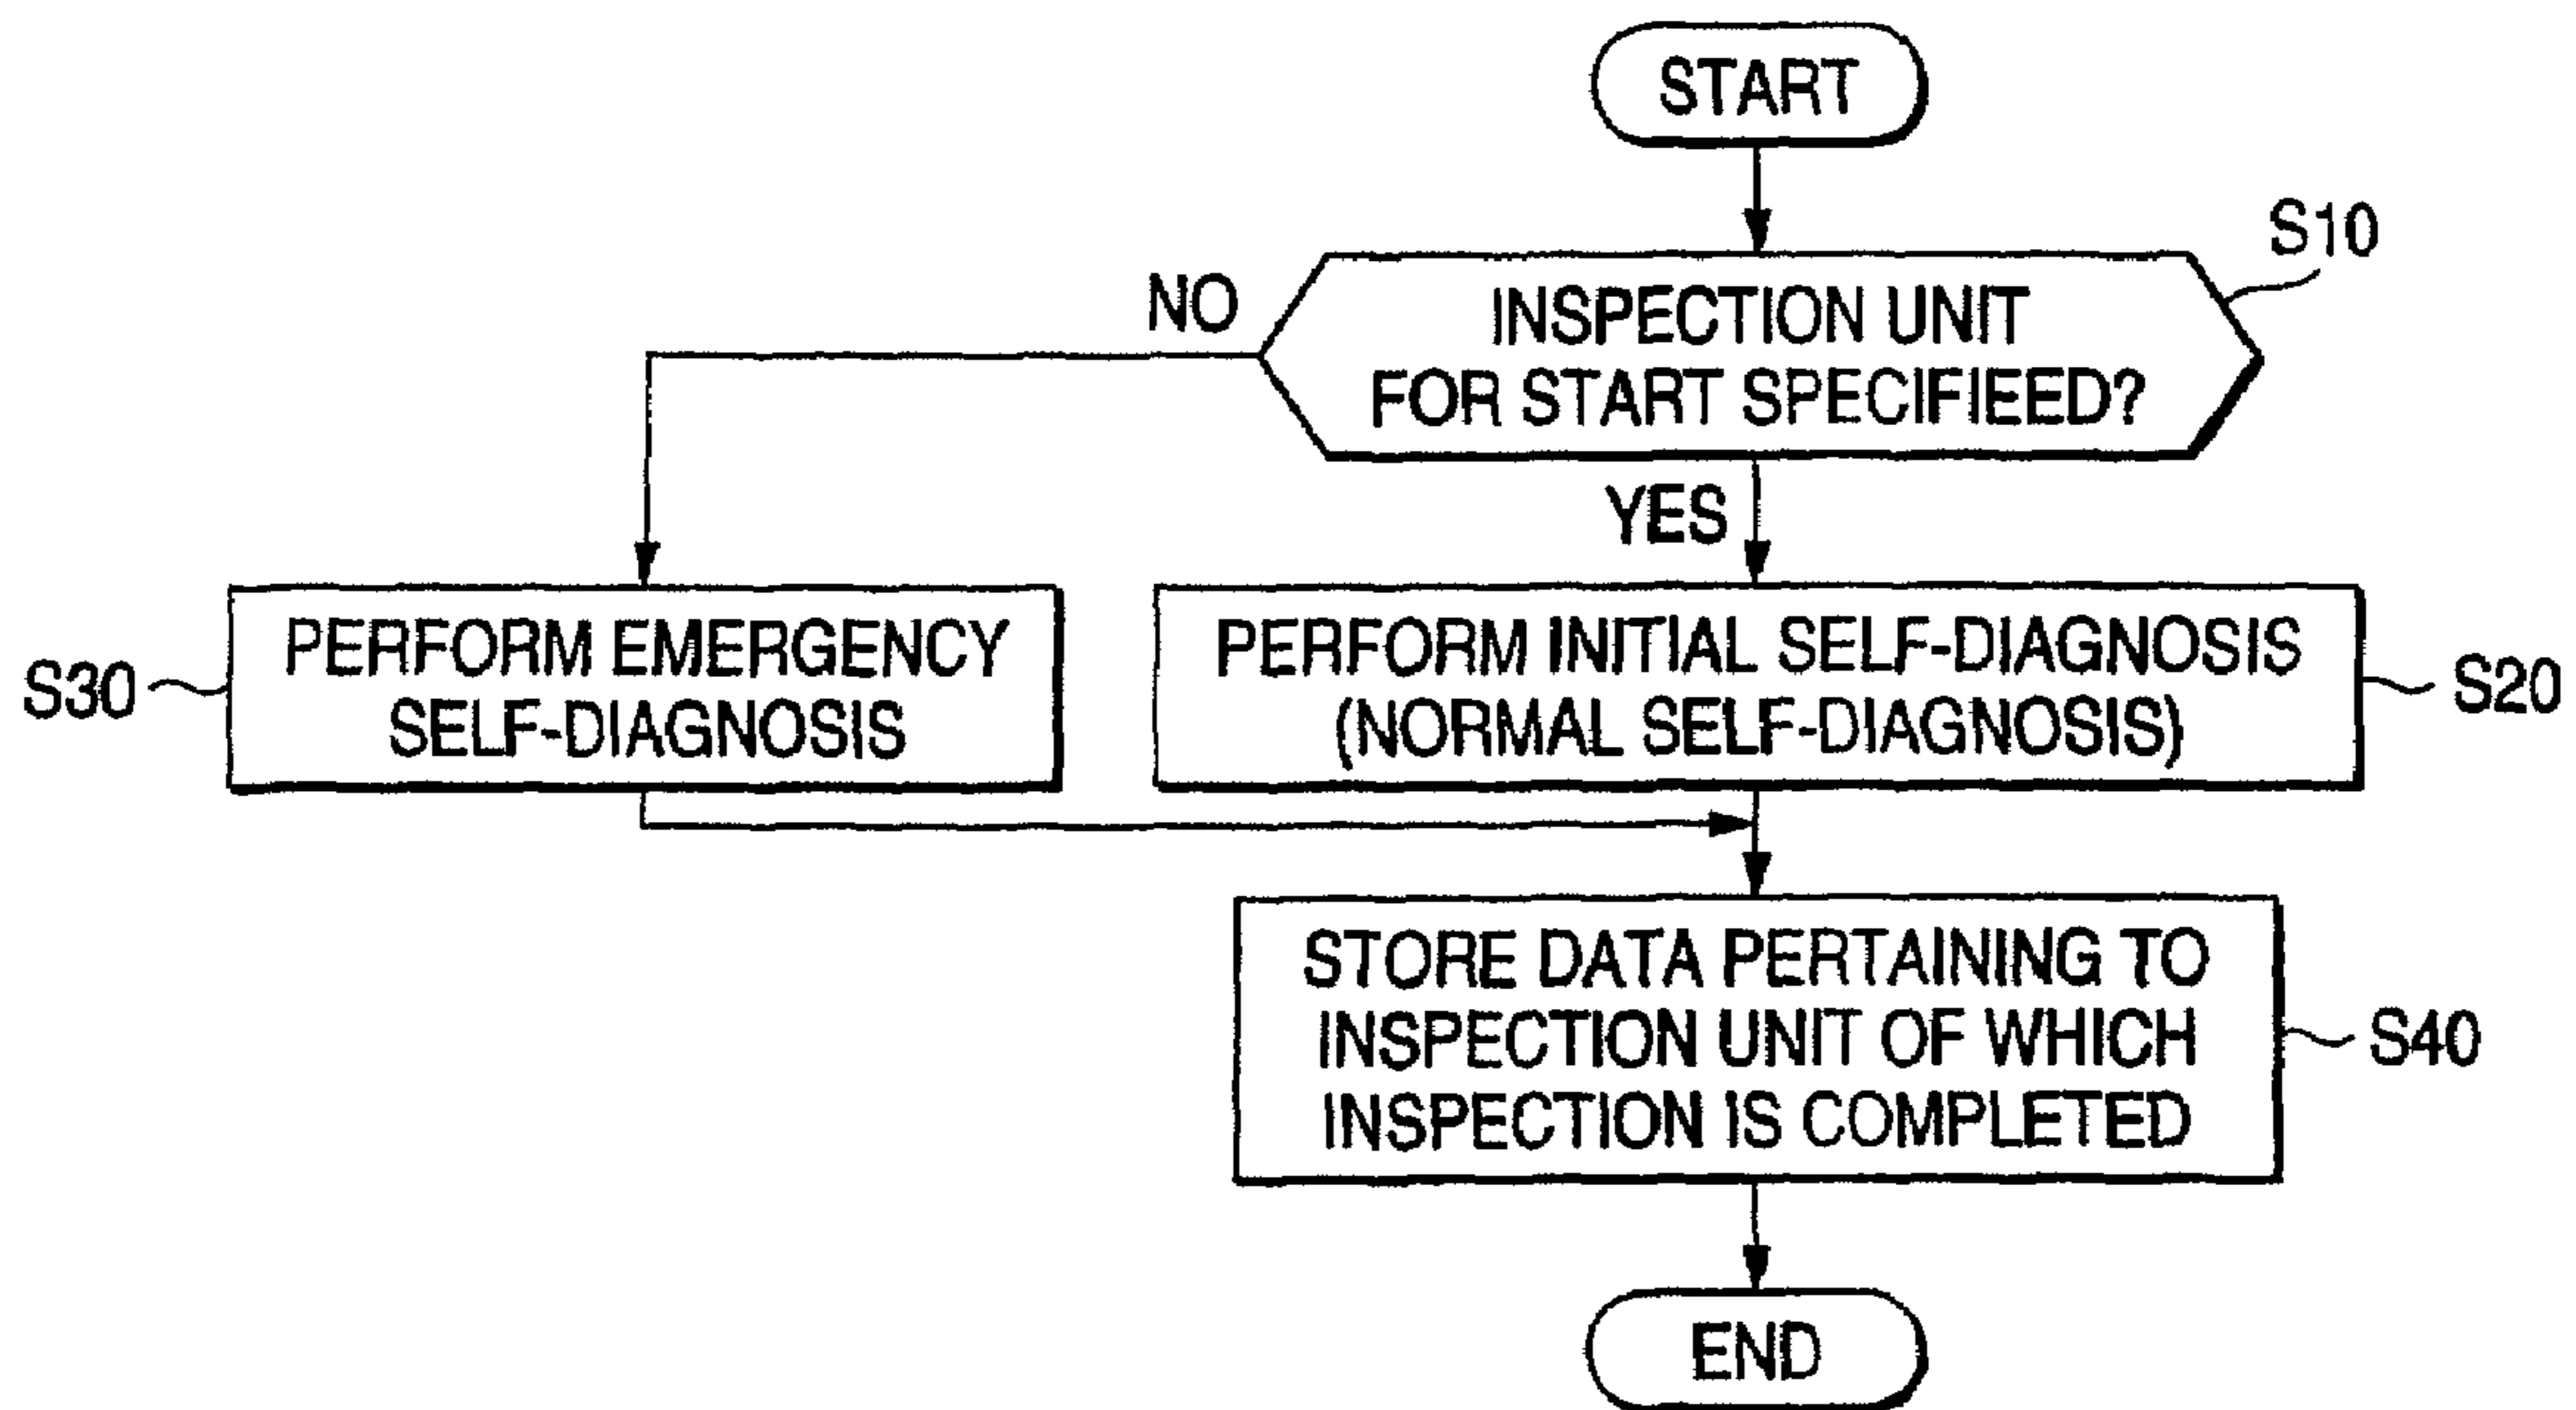 START
S10
NO
INSPECTION UNIT
FOR START SPECIFIEED?
YES
S30
PERFORM EMERGENCY
SELF-DIAGNOSIS
PERFORM INITIAL SELF-DIAGNOSIS
(NORMAL SELF-DIAGNOSIS)
S20
STORE DATA PERTAINING TO
INSPECTION UNIT OF WHICH
INSPECTION IS COMPLETED
S40
END